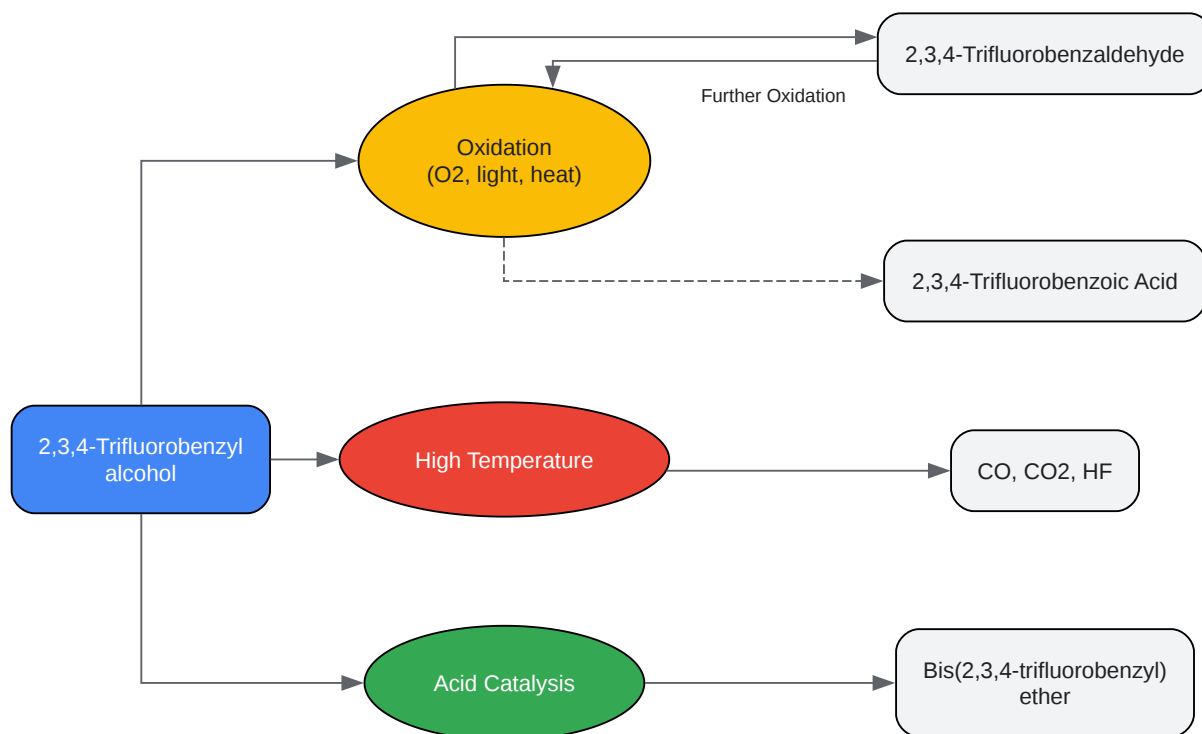 2,3,4-Trifluorobenzaldehyde
Further Oxidation
Oxidation
(O2, light, heat)
2,3,4-Trifluorobenzoic Acid
2,3,4-Trifluorobenzyl
alcohol
High Temperature
CO, CO2, HF
Acid Catalysis
Bis(2,3,4-trifluorobenzyl)
ether